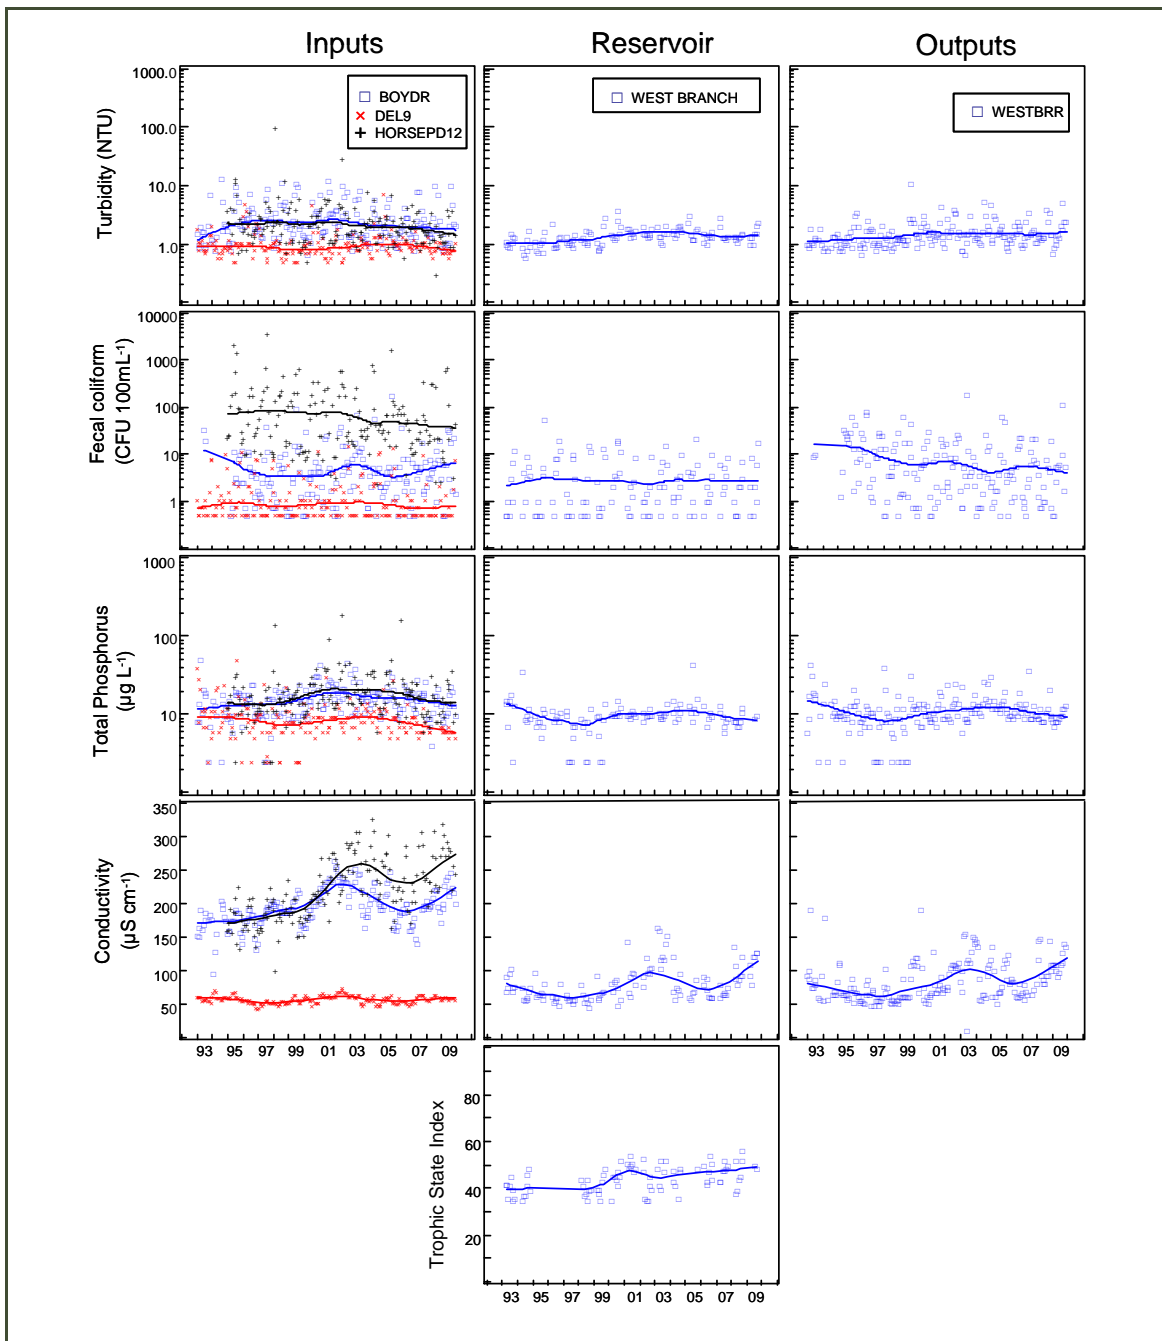 Inputs
Reservoir
Outputs
Turbidity (NTU)
1000.0
100.0
10.0
1.0
BOYDR
DEL9
HORSEPD12
WEST BRANCH
WESTBRR
Fecal coliform
(CFU 100mL-1)
10000
1000
100
10
1
Total Phosphorus
(µg L-1)
1000
100
10
Conductivity
(µS cm-1)
350
300
250
200
150
100
50
93 95 97 99 01 03 05 07 09
93 95 97 99 01 03 05 07 09
Trophic State Index
80
60
40
20
93 95 97 99 01 03 05 07 09